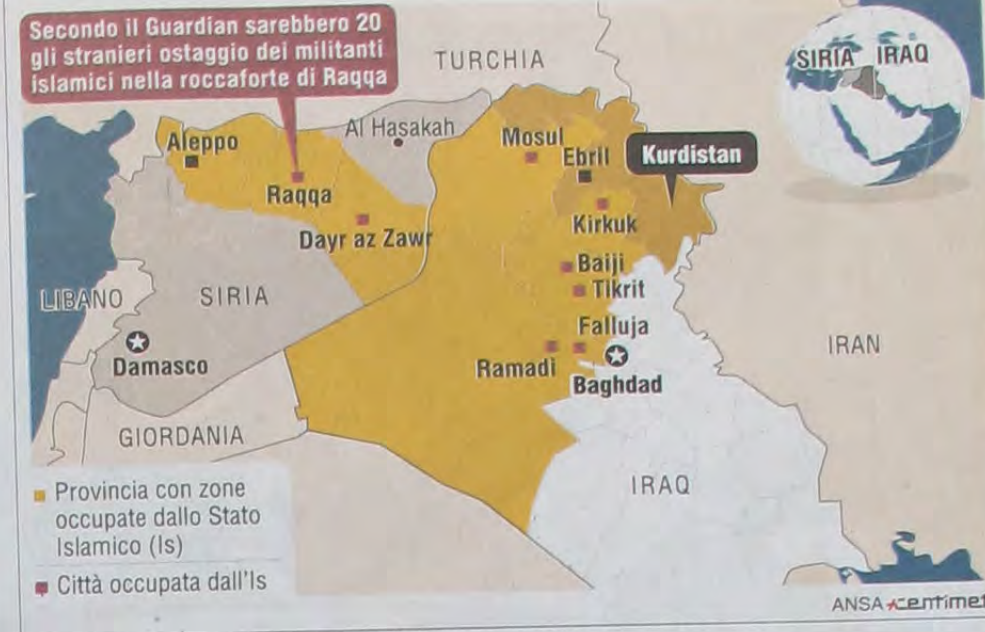 Secondo il Guardian sarebbero 20
gli stranieri ostaggio dei militanti
islamici nella roccaforte di Raqqa
TURCHIA
SIRIA IRAQ
Aleppo
Al Hasakah
Mosul
Ebril
Kurdistan
Raqqa
Kirkuk
Dayr az Zawr
Baiji
LIBANO
SIRIA
Tikrit
Falluja
Damasco
Ramadi
IRAN
Baghdad
GIORDANIA
IRAQ
Provincia con zone
occupate dallo Stato
Islamico (Is)
Città occupata dall'Is
ANSA centimet